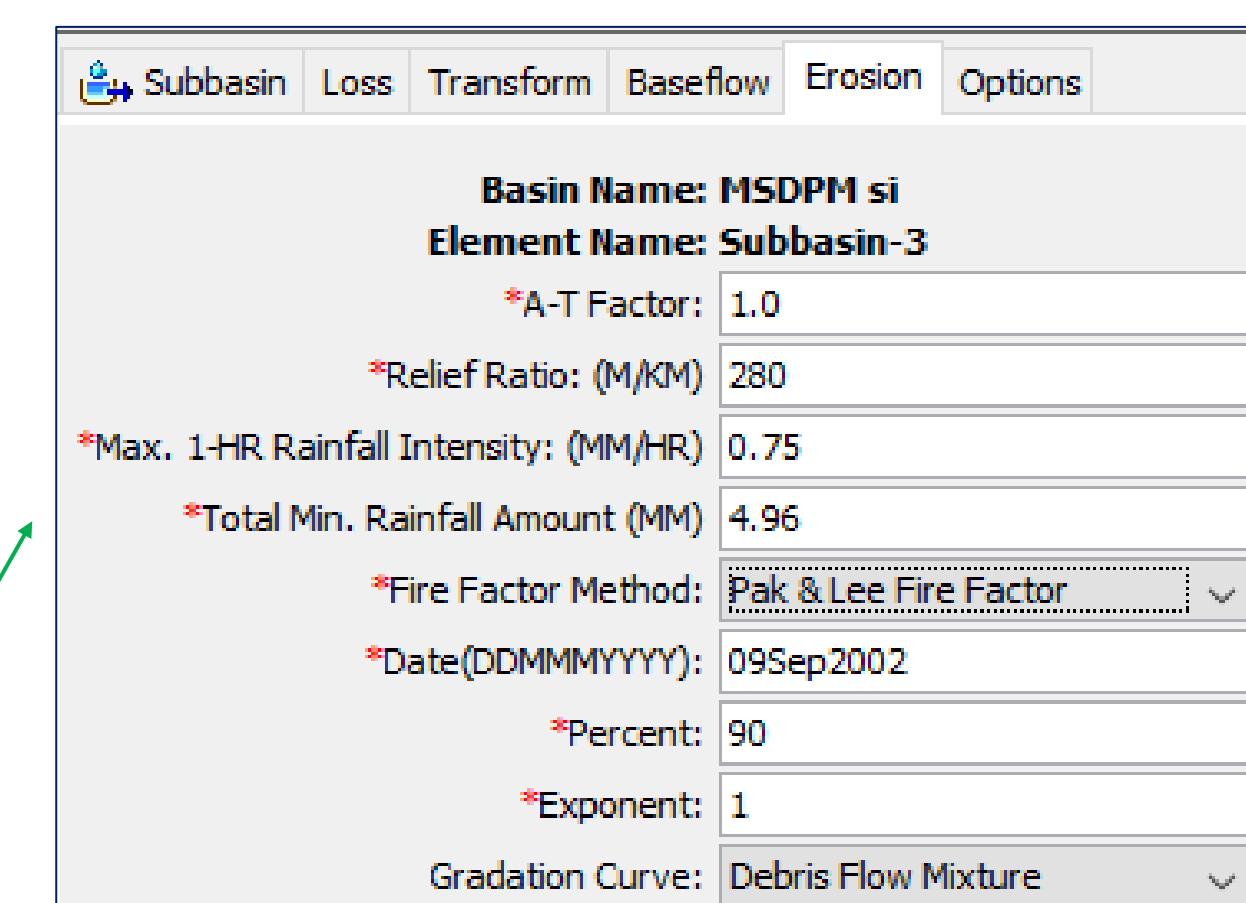 Subbasin Loss Transform Baseflow Erosion Options
Basin Name: MSDPM si
Element Name: Subbasin-3
*A-T Factor: 1.0
*Relief Ratio: (M/KM) 280
*Max. 1-HR Rainfall Intensity: (MM/HR) 0.75
*Total Min. Rainfall Amount (MM) 4.96
*Fire Factor Method: Pak & Lee Fire Factor
*Date(DDMMMYYYY): 09Sep2002
*Percent: 90
*Exponent: 1
Gradation Curve: Debris Flow Mixture